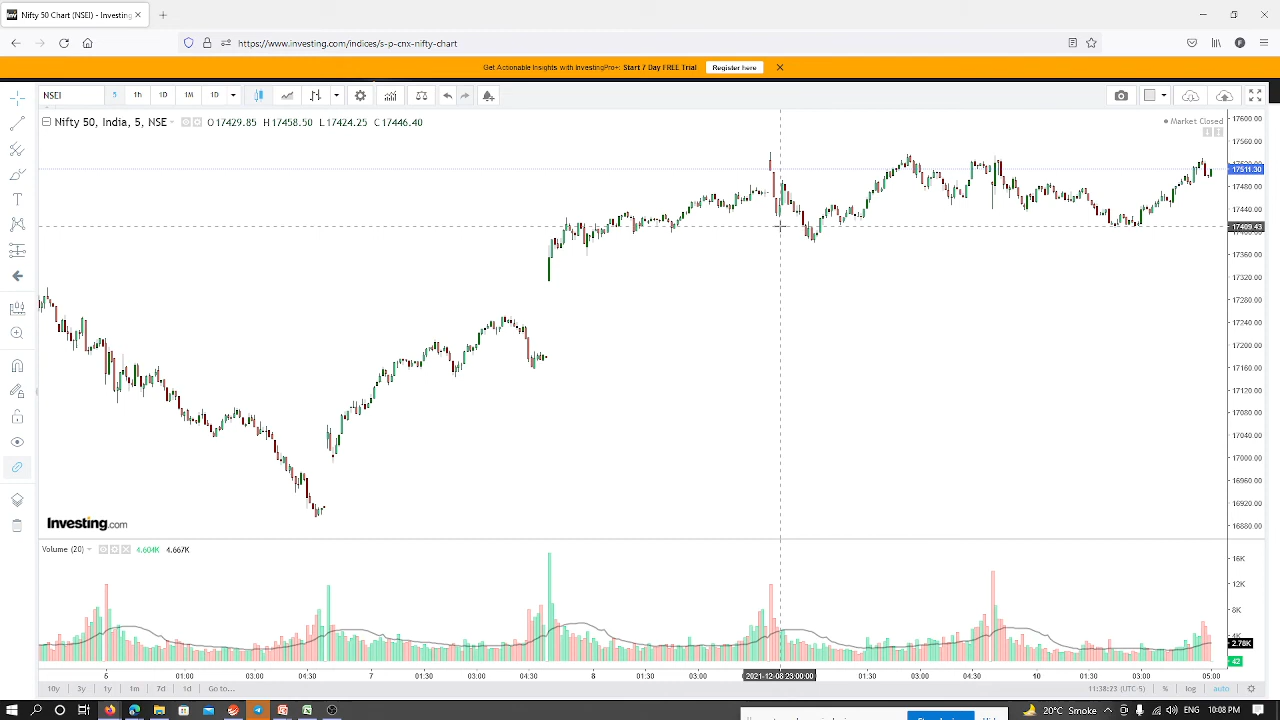 Nifty 50 Chart (NSEI) - Investing
https://www.investing.com/indices/s-p-cnx-nifty-chart
Get Actionable Insights with InvestingPro+: Start 7 Day FREE Trial Register here
NSEI 5 1h 1D 1M 1D
Nifty 50, India, 5, NSE O17429.85 H17458.50 L17424.25 C17446.40
Market Closed
17600.00
17560.00
17511.30
17480.00
17440.00
17409.43
17360.00
17320.00
17280.00
17240.00
17200.00
17160.00
17120.00
17080.00
17040.00
17000.00
16960.00
16920.00
16880.00
Investing.com
Volume (20) 4.604K 4.667K
16K
12K
8K
4K
2.78K
42
6 01:00 03:00 04:30 7 01:30 03:00 04:30 8 01:30 03:00 2021-12-08 23:00:00 01:30 03:00 04:30 10 01:30 03:00 05:00
10y 3y 1y 1m 7d 1d Go to... 11:38:23 (UTC-5) % log auto
20°C Smoke ENG 10:08 PM